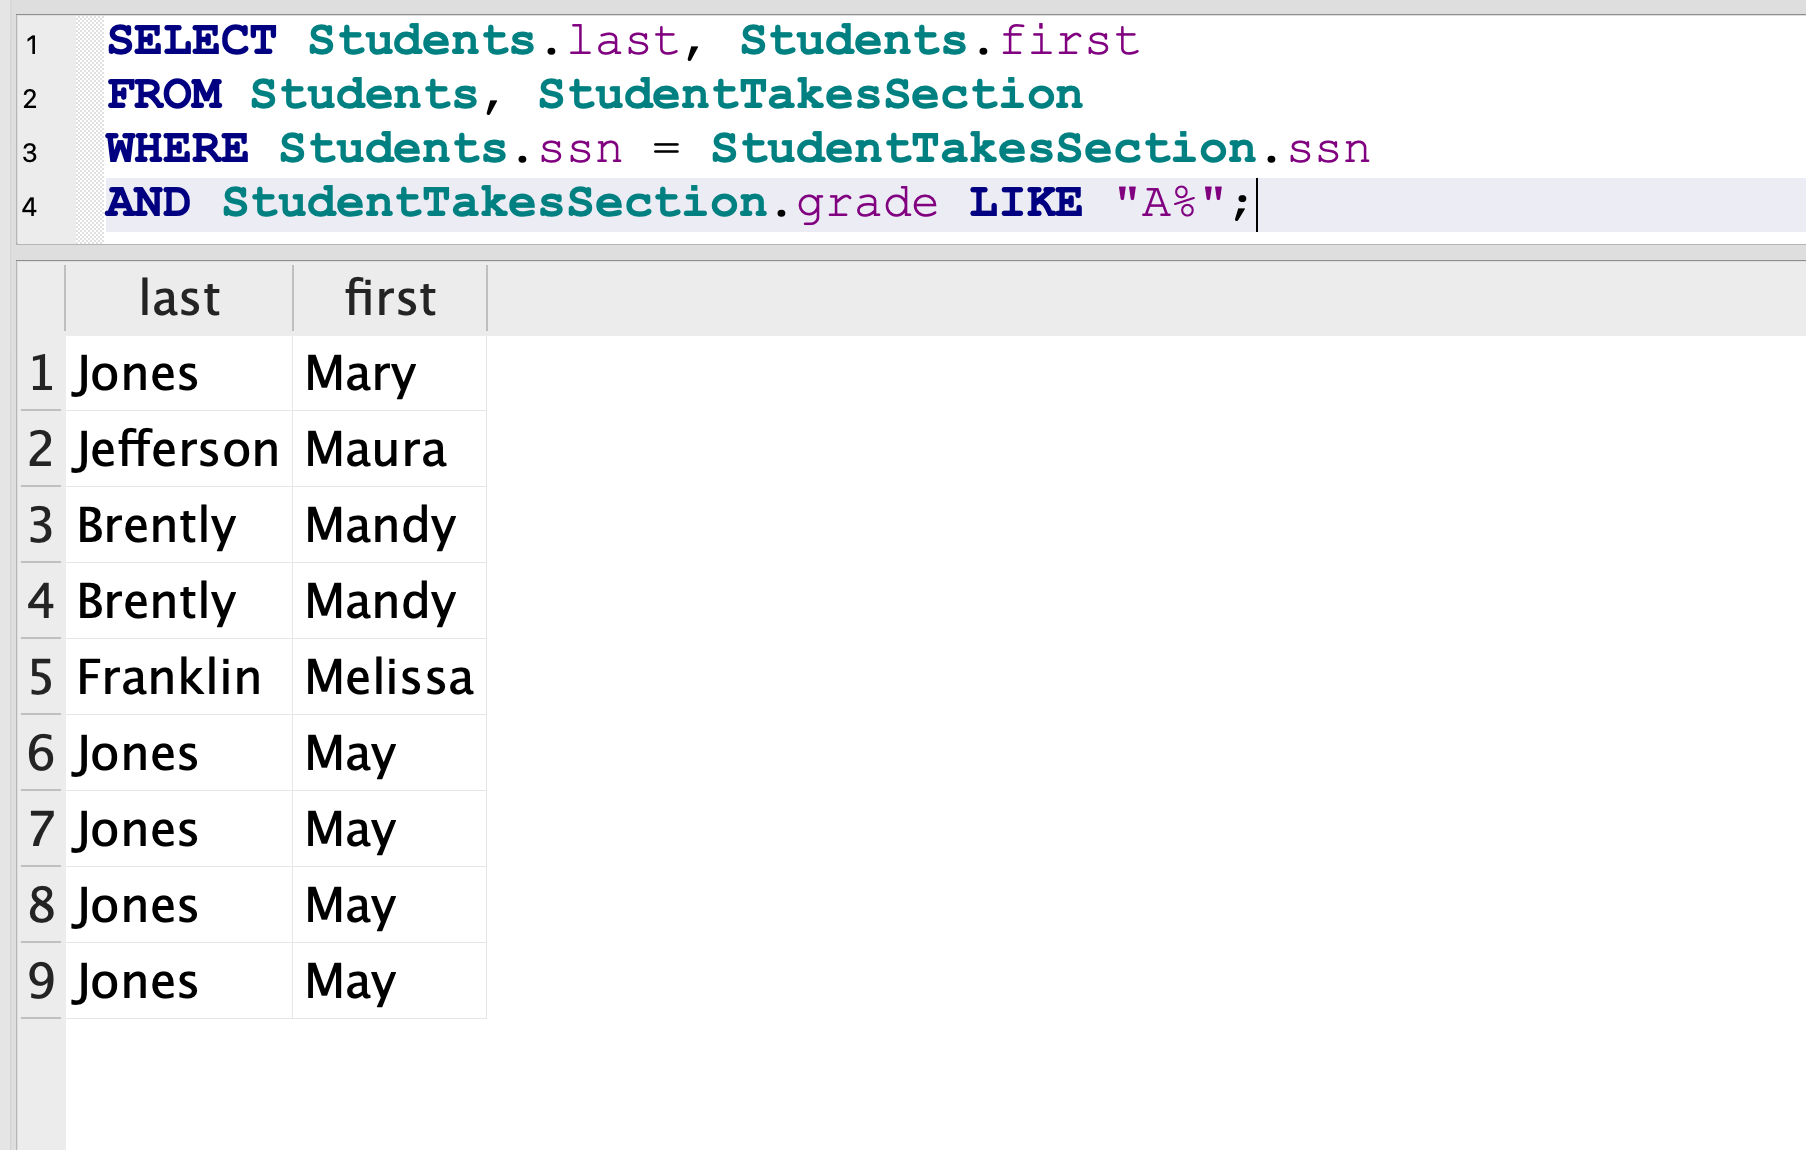 1 SELECT Students.last, Students.first
2 FROM Students, StudentTakesSection
3 WHERE Students.ssn = StudentTakesSection.ssn
4 AND StudentTakesSection.grade LIKE "A%";
last first
1 Jones Mary
2 Jefferson Maura
3 Brently Mandy
4 Brently Mandy
5 Franklin Melissa
6 Jones May
7 Jones May
8 Jones May
9 Jones May